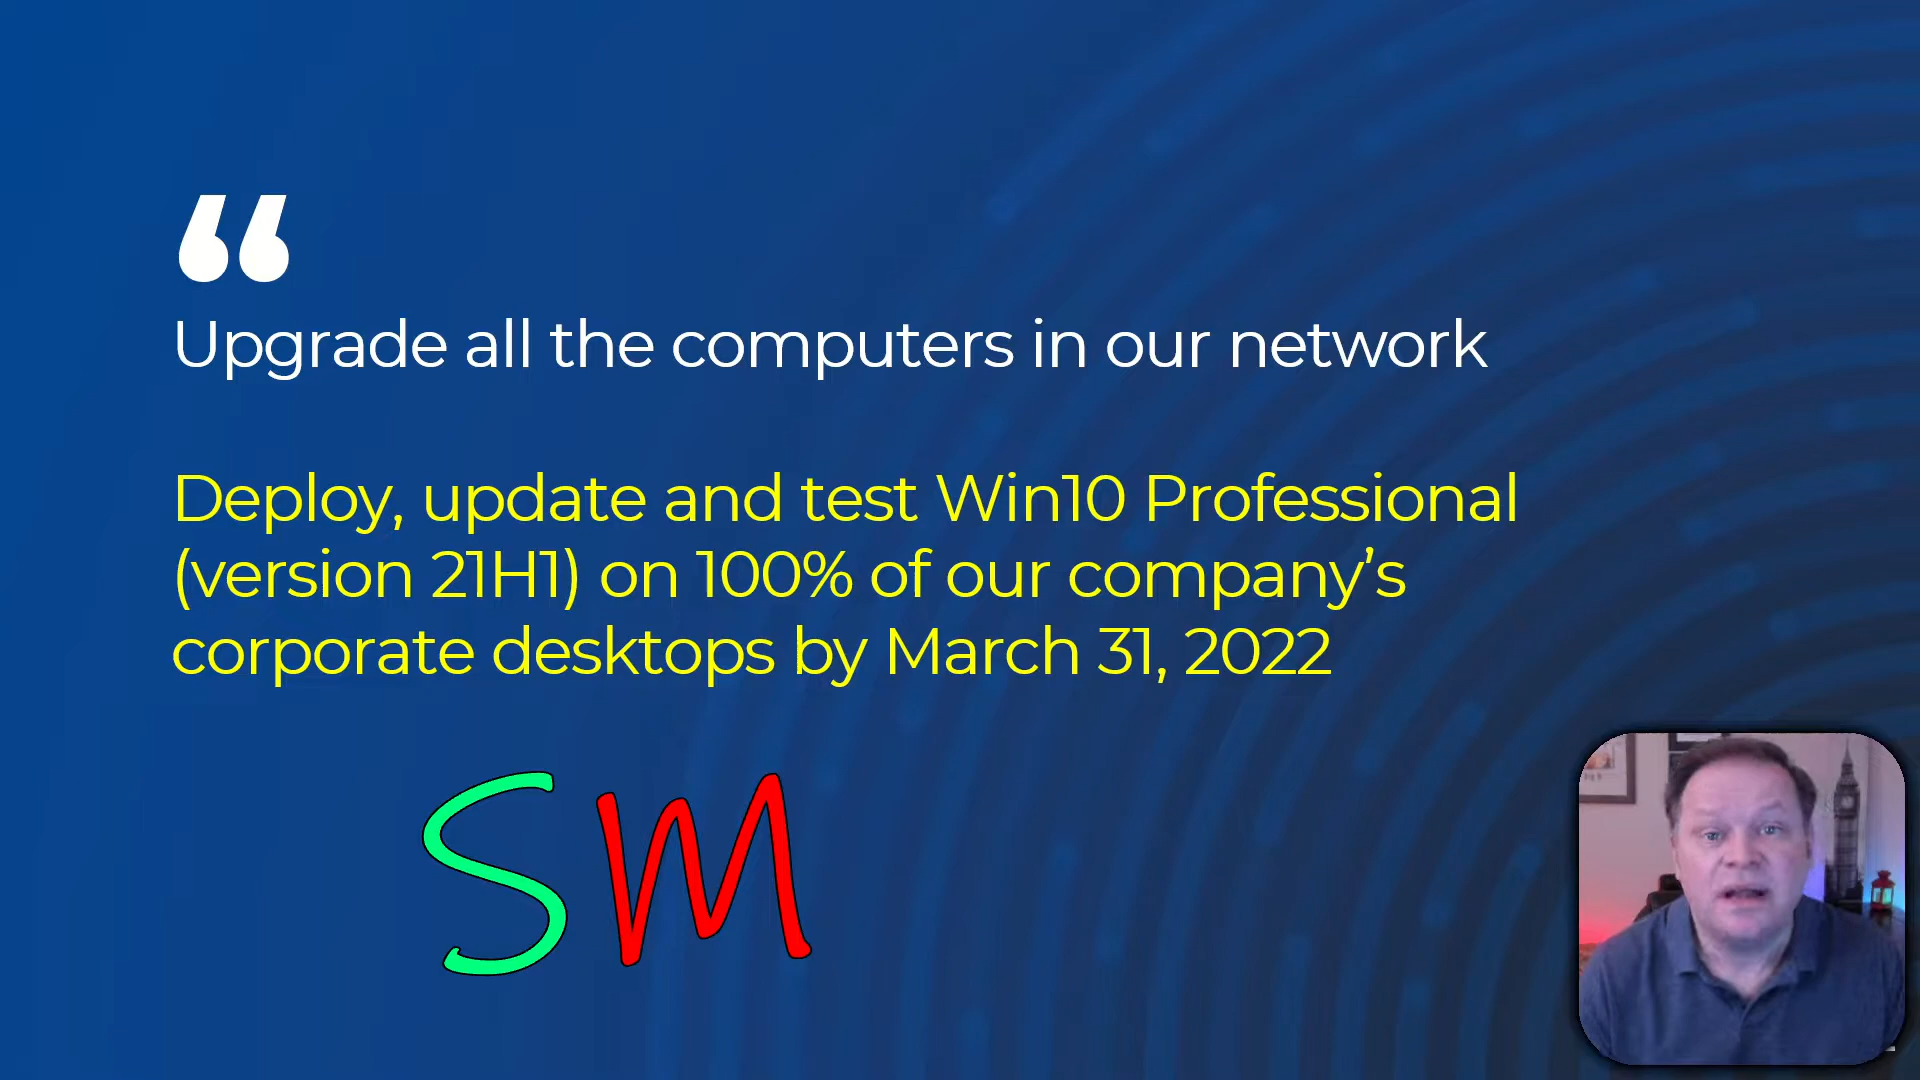 “
Upgrade all the computers in our network
Deploy, update and test Win10 Professional
(version 21H1) on 100% of our company’s
corporate desktops by March 31, 2022
SM